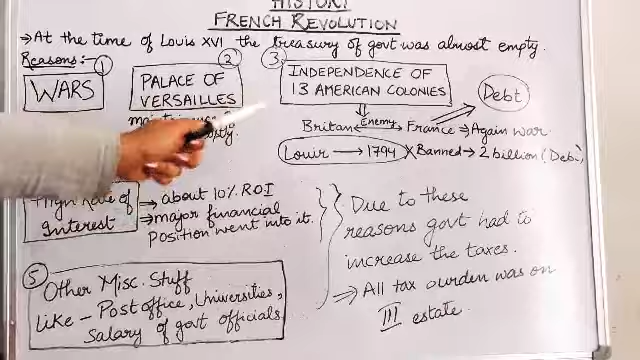 HISTORY
FRENCH REVOLUTION
→ At the time of Louis XVI the treasury of govt was almost empty.
Reasons:-
①
WARS
②
PALACE OF
VERSAILLES
③
INDEPENDENCE OF
13 AMERICAN COLONIES
Debt
Britan Enemy France ⇒ Again war
Louis → 1794 X Banned → 2 billion (Debt)
High Rate of
Interest
⇒ about 10% ROI
⇒ major financial
position went into it.
⑤
Other Misc. Stuff
Like - Post office, Universities,
Salary of govt officials
Due to these
reasons govt had to
increase the taxes.
⇒ All tax burden was on
III estate.